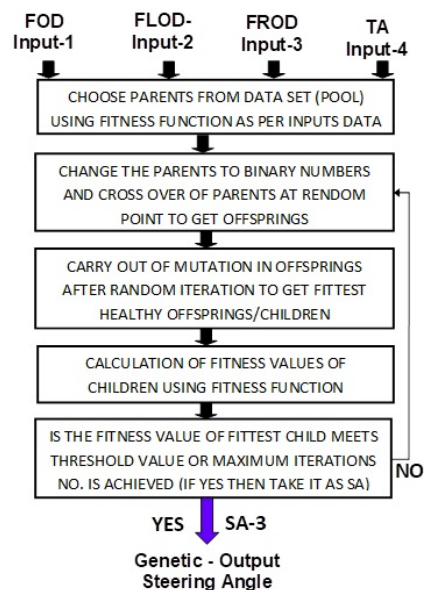 FOD FLOD- FROD TA
Input-1 Input-2 Input-3 Input-4
CHOOSE PARENTS FROM DATA SET (POOL)
USING FITNESS FUNCTION AS PER INPUTS DATA
CHANGE THE PARENTS TO BINARY NUMBERS
AND CROSS OVER OF PARENTS AT RENDOM
POINT TO GET OFFSPRINGS
CARRY OUT OF MUTATION IN OFFSPRINGS
AFTER RANDOM ITERATION TO GET FITTEST
HEALTHY OFFSPRINGS/CHILDREN
CALCULATION OF FITNESS VALUES OF
CHILDREN USING FITNESS FUNCTION
IS THE FITNESS VALUE OF FITTEST CHILD MEETS
THRESHOLD VALUE OR MAXIMUM ITERATIONS
NO. IS ACHIEVED (IF YES THEN TAKE IT AS SA)
NO
YES SA-3
Genetic - Output
Steering Angle